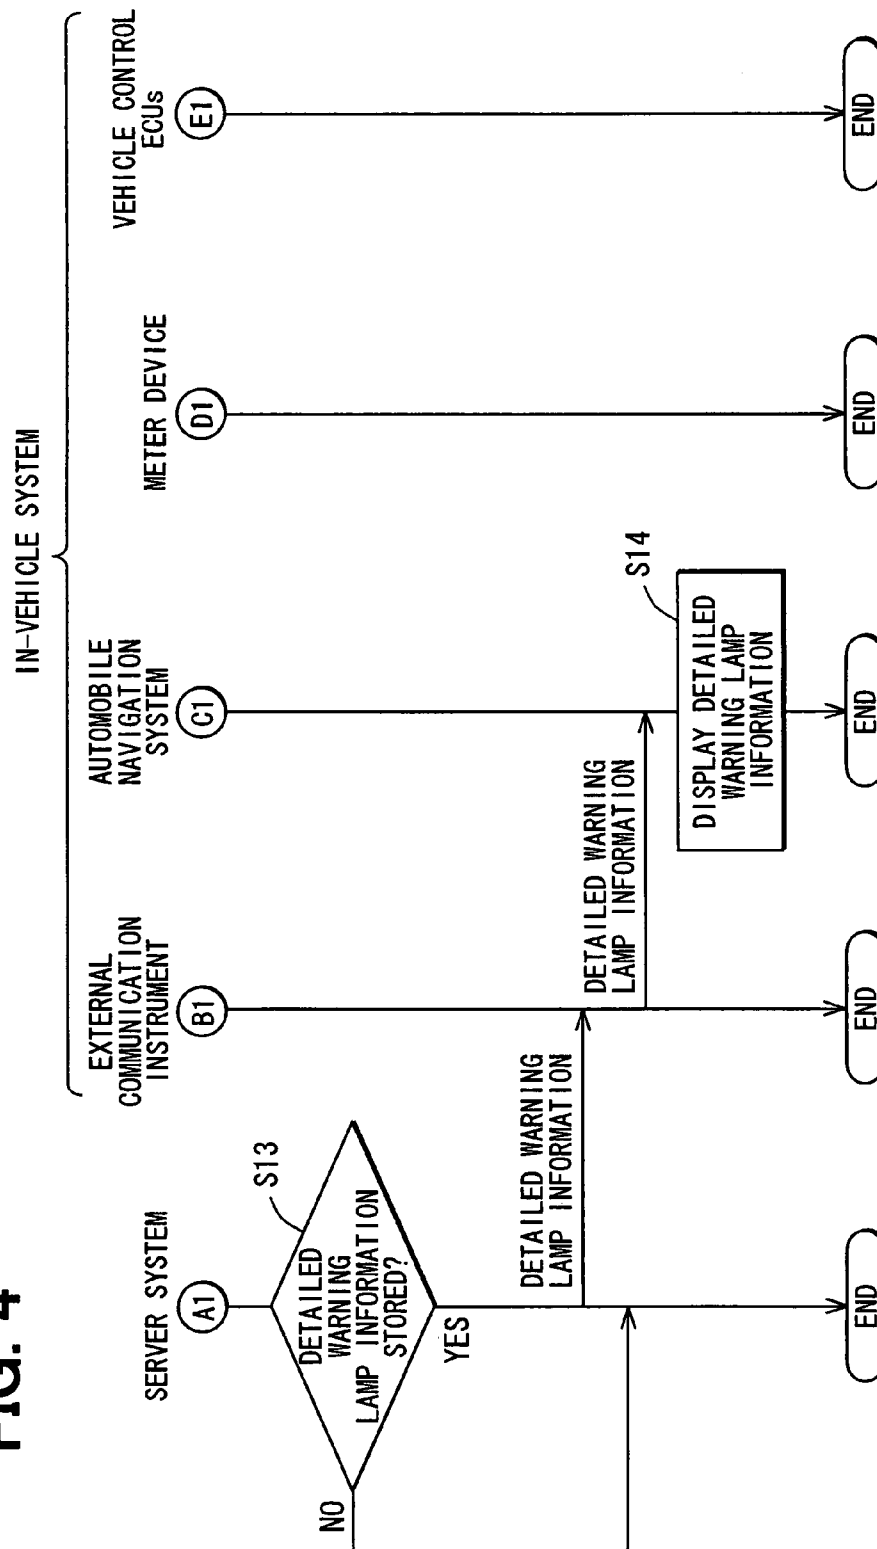 FIG. 4
IN-VEHICLE SYSTEM
SERVER SYSTEM
EXTERNAL
COMMUNICATION
INSTRUMENT
AUTOMOBILE
NAVIGATION
SYSTEM
METER DEVICE
VEHICLE CONTROL
ECUs
A1
B1
C1
D1
E1
S13
DETAILED
WARNING
LAMP INFORMATION
STORED?
NO
YES
DETAILED WARNING
LAMP INFORMATION
DETAILED WARNING
LAMP INFORMATION
S14
DISPLAY DETAILED
WARNING LAMP
INFORMATION
END
END
END
END
END